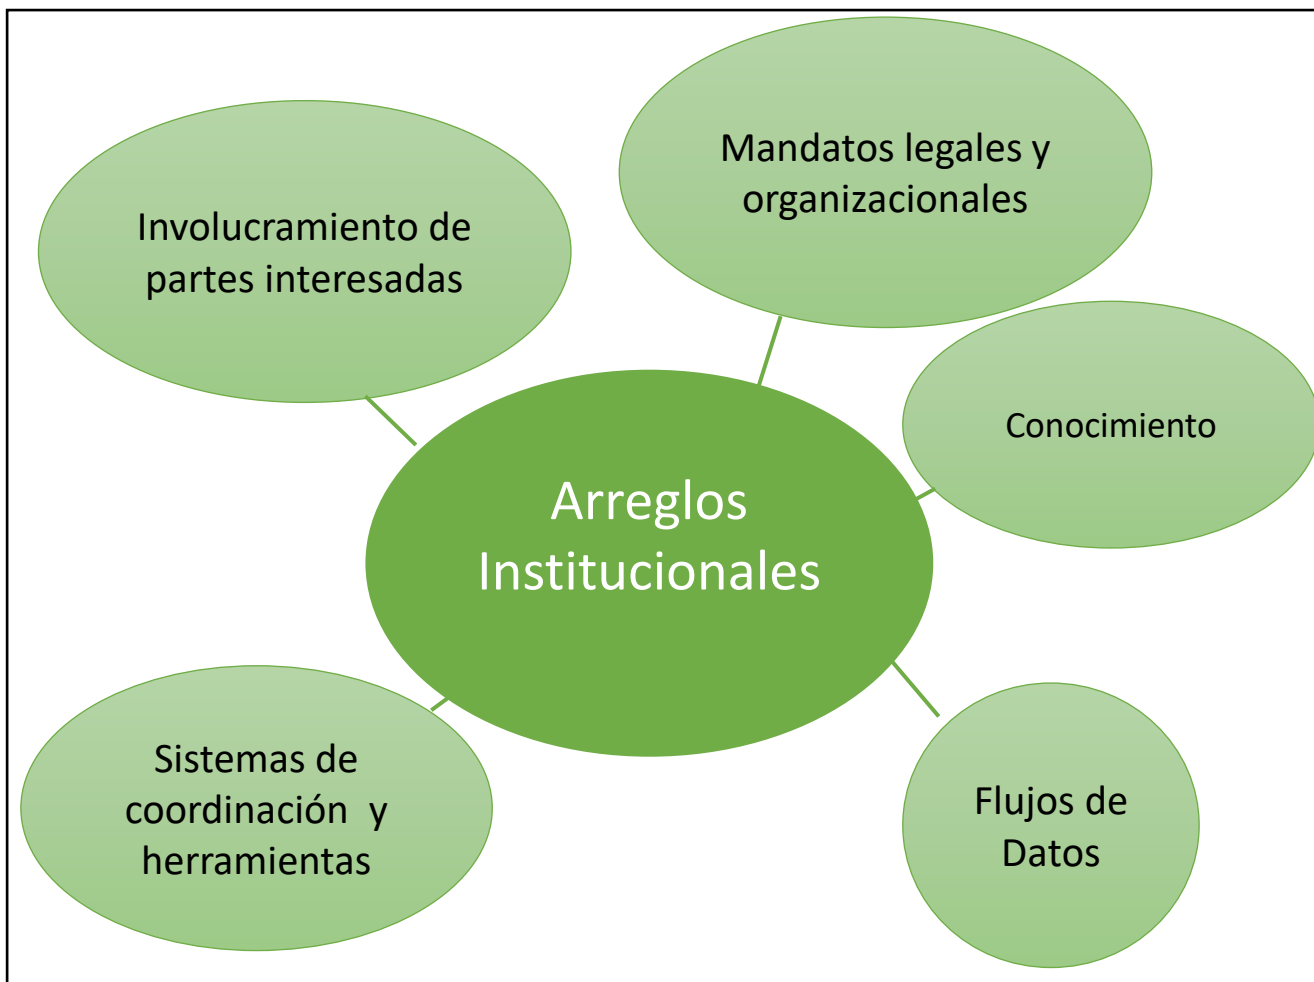 Mandatos legales y
organizacionales
Involucramiento de
partes interesadas
Conocimiento
Arreglos
Institucionales
Sistemas de
coordinación  y
herramientas
Flujos de
Datos